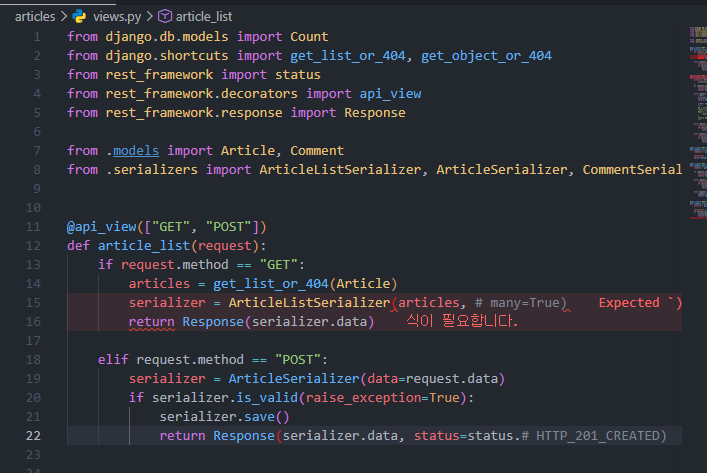 articles > views.py > article_list
1 from django.db.models import Count
2 from django.shortcuts import get_list_or_404, get_object_or_404
3 from rest_framework import status
4 from rest_framework.decorators import api_view
5 from rest_framework.response import Response
6
7 from .models import Article, Comment
8 from .serializers import ArticleListSerializer, ArticleSerializer, CommentSerial
9
10
11 @api_view(["GET", "POST"])
12 def article_list(request):
13     if request.method == "GET":
14         articles = get_list_or_404(Article)
15         serializer = ArticleListSerializer(articles, # many=True)    Expected `)
16         return Response(serializer.data)    식이 필요합니다.
17
18     elif request.method == "POST":
19         serializer = ArticleSerializer(data=request.data)
20         if serializer.is_valid(raise_exception=True):
21             serializer.save()
22             return Response(serializer.data, status=status.# HTTP_201_CREATED)
23